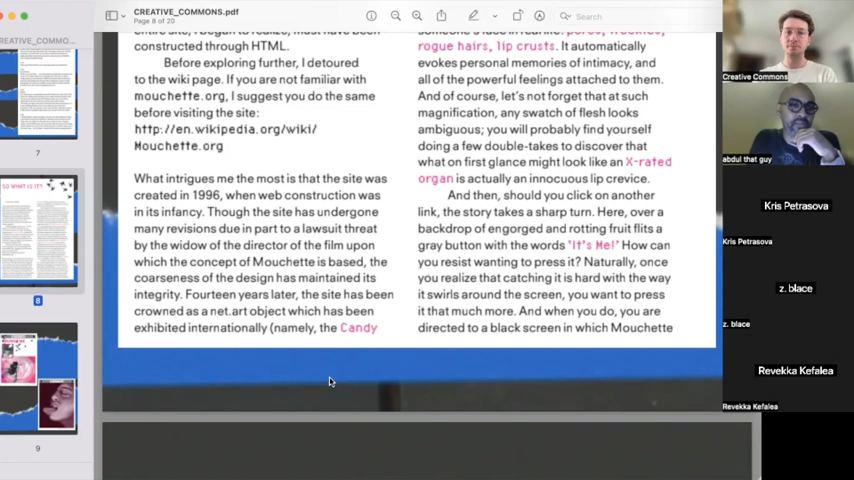 CREATIVE_COMMONS.pdf
Page 8 of 20
Search
CREATIVE_COMMO...
7
SO WHAT IS IT?
8
9
entire site, I began to realize, must have been
constructed through HTML.
Before exploring further, I detoured
to the wiki page. If you are not familiar with
mouchette.org, I suggest you do the same
before visiting the site:
http://en.wikipedia.org/wiki/
Mouchette.org
What intrigues me the most is that the site was
created in 1996, when web construction was
in its infancy. Though the site has undergone
many revisions due in part to a lawsuit threat
by the widow of the director of the film upon
which the concept of Mouchette is based, the
coarseness of the design has maintained its
integrity. Fourteen years later, the site has been
crowned as a net.art object which has been
exhibited internationally (namely, the Candy
someone's face in real life: pores, freckles,
rogue hairs, lip crusts. It automatically
evokes personal memories of intimacy, and
all of the powerful feelings attached to them.
And of course, let's not forget that at such
magnification, any swatch of flesh looks
ambiguous; you will probably find yourself
doing a few double-takes to discover that
what on first glance might look like an X-rated
organ is actually an innocuous lip crevice.
And then, should you click on another
link, the story takes a sharp turn. Here, over a
backdrop of engorged and rotting fruit flits a
gray button with the words 'It's Me!' How can
you resist wanting to press it? Naturally, once
you realize that catching it is hard with the way
it swirls around the screen, you want to press
it that much more. And when you do, you are
directed to a black screen in which Mouchette
Creative Commons
abdul that guy
Kris Petrasova
Kris Petrasova
z. blace
z. blace
Revekka Kefalea
Revekka Kefalea